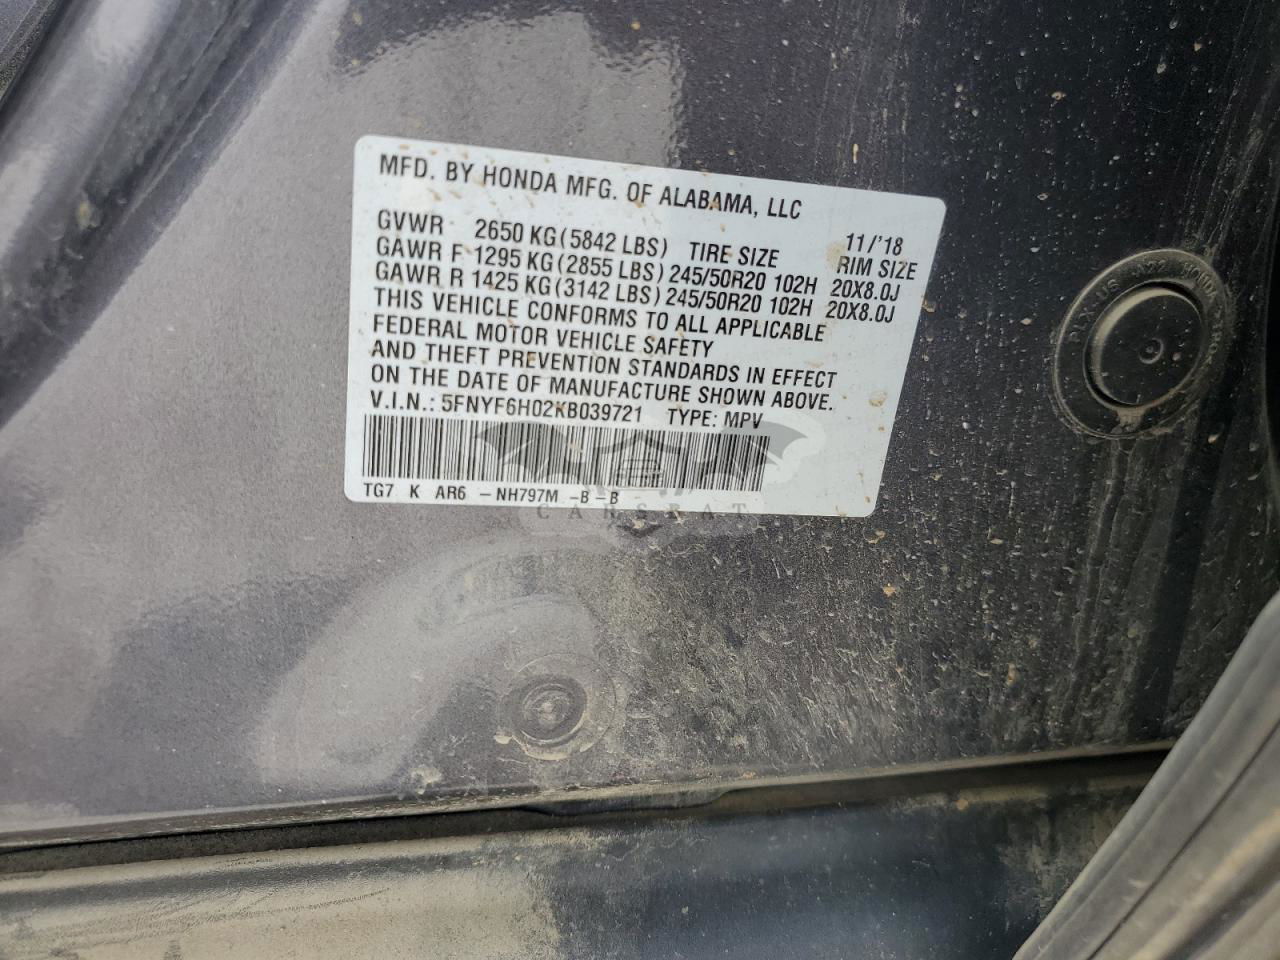 MFD. BY HONDA MFG. OF ALABAMA, LLC
11/'18
GVWR 2650 KG (5842 LBS) TIRE SIZE RIM SIZE
GAWR F 1295 KG (2855 LBS) 245/50R20 102H 20X8.0J
GAWR R 1425 KG (3142 LBS) 245/50R20 102H 20X8.0J
THIS VEHICLE CONFORMS TO ALL APPLICABLE
FEDERAL MOTOR VEHICLE SAFETY
AND THEFT PREVENTION STANDARDS IN EFFECT
ON THE DATE OF MANUFACTURE SHOWN ABOVE.
V.I.N.: 5FNYF6H02KB039721 TYPE: MPV
TG7 K AR6 -NH797M -B-B
CARSBAT
HONDA